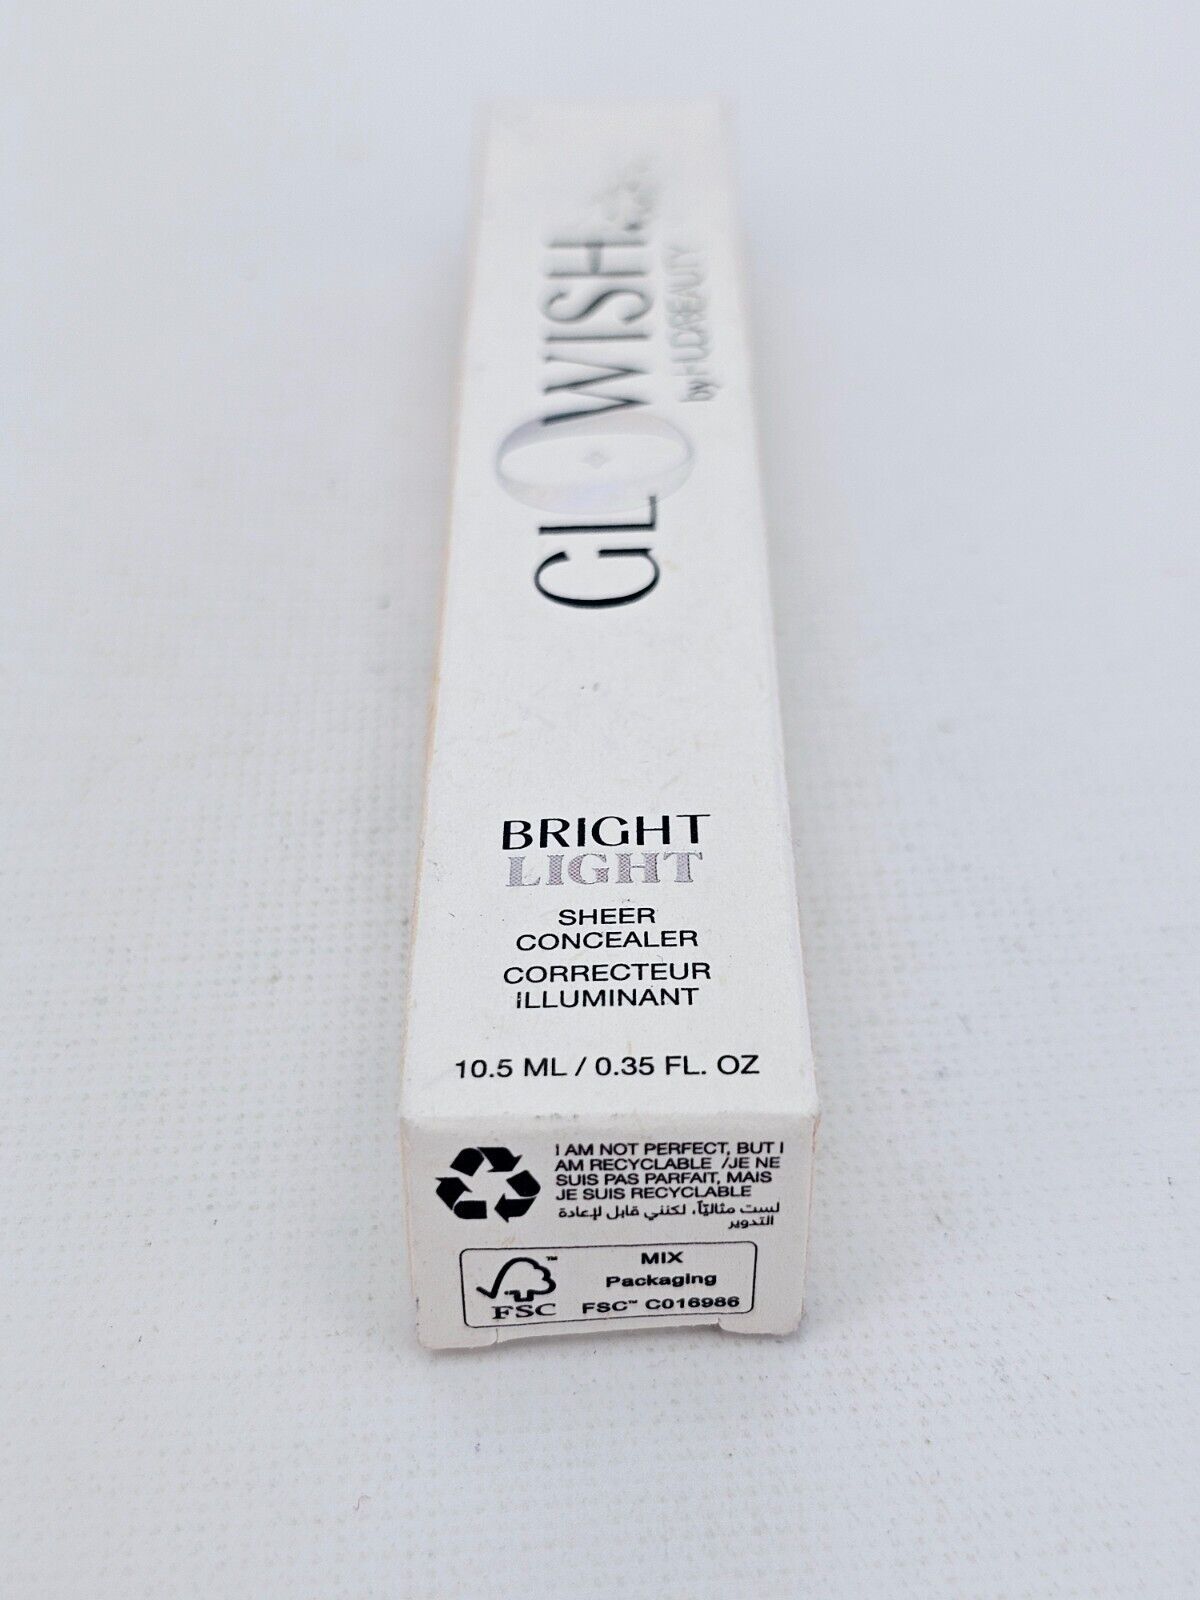 GLOWISH
by HUDABEAUTY
BRIGHT
LIGHT
SHEER
CONCEALER
CORRECTEUR
ILLUMINANT
10.5 ML / 0.35 FL. OZ
I AM NOT PERFECT, BUT I
AM RECYCLABLE /JE NE
SUIS PAS PARFAIT, MAIS
JE SUIS RECYCLABLE
لست مثاليًا، لكنني قابل لإعادة
التدوير
FSC™
MIX
Packaging
FSC™ C016986